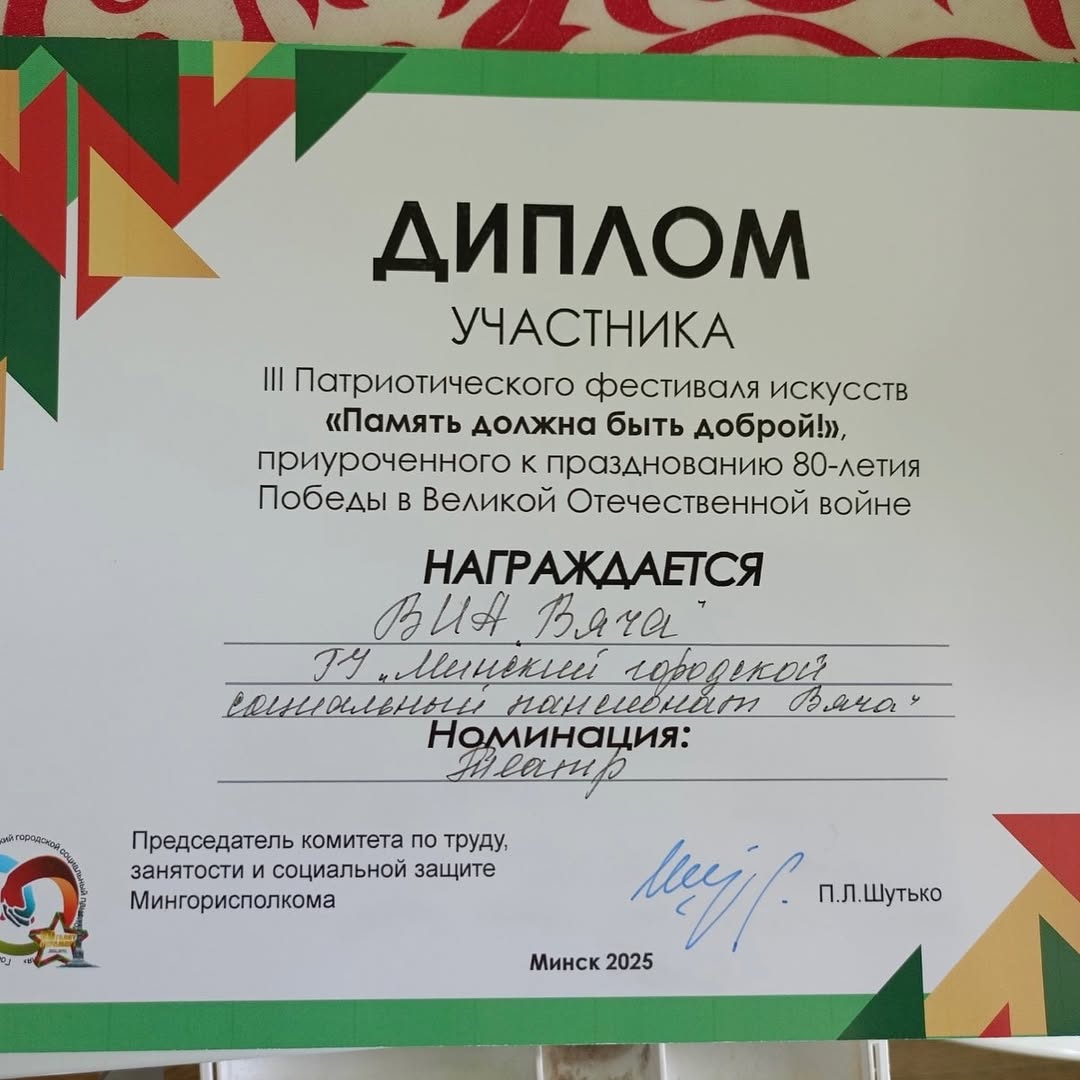 ДИПЛОМ
УЧАСТНИКА
III Патриотического фестиваля искусств
«Память должна быть доброй!»,
приуроченного к празднованию 80-летия
Победы в Великой Отечественной войне
НАГРАЖДАЕТСЯ
ВИА „Вяча"
ГУ „Минский городской
социальный пансионат Вяча"
Номинация:
Театр
Председатель комитета по труду,
занятости и социальной защите
Мингорисполкома
П.Л.Шутько
Минск 2025
городской социальный